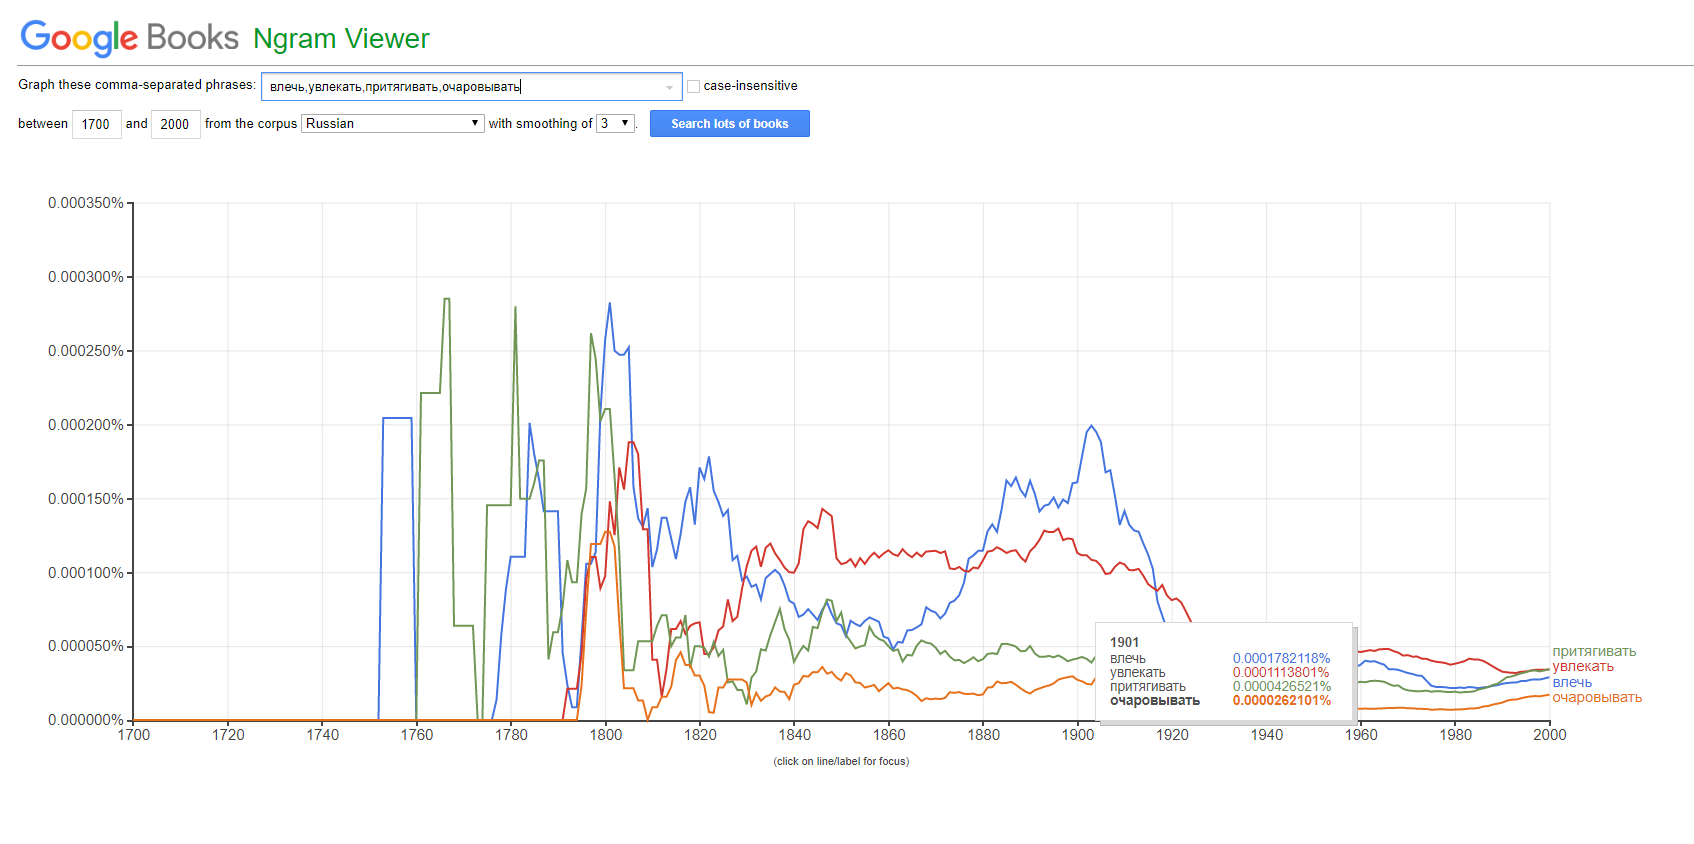 Google Books Ngram Viewer
Graph these comma-separated phrases: влечь,увлекать,притягивать,очаровывать case-insensitive
between 1700 and 2000 from the corpus Russian with smoothing of 3 . Search lots of books
0.000350%
0.000300%
0.000250%
0.000200%
0.000150%
0.000100%
0.000050%
0.000000%
1901
влечь 0.0001782118%
увлекать 0.0001113801%
притягивать 0.0000426521%
очаровывать 0.0000262101%
притягивать
увлекать
влечь
очаровывать
1700 1720 1740 1760 1780 1800 1820 1840 1860 1880 1900 1920 1940 1960 1980 2000
(click on line/label for focus)